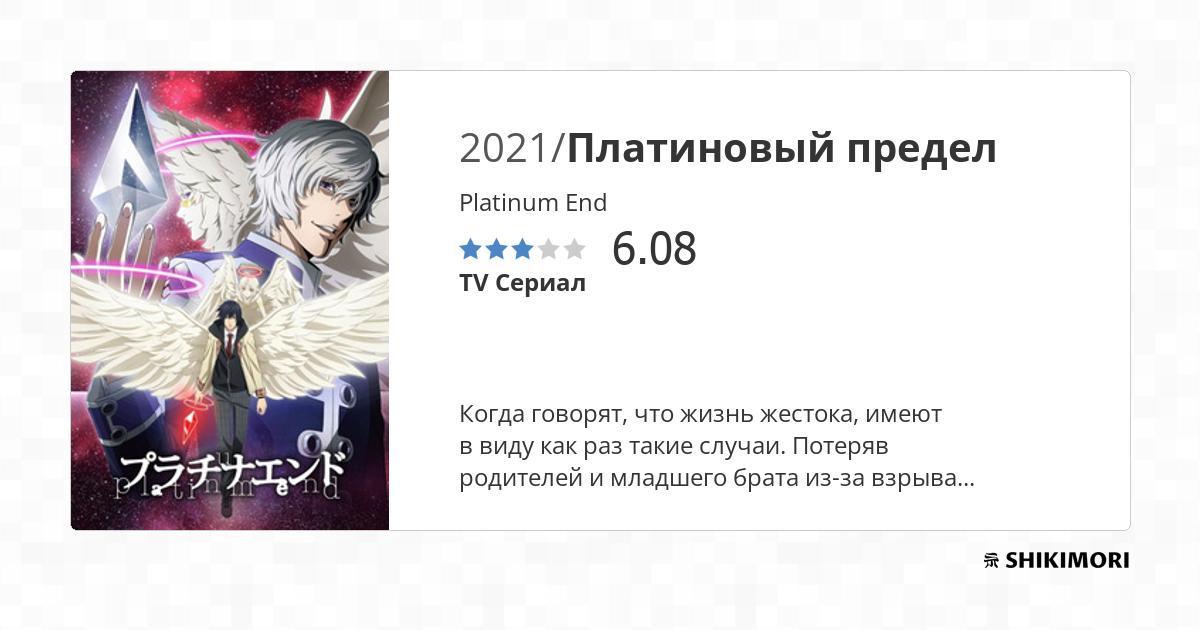 2021/Платиновый предел
Platinum End
6.08
TV Сериал
Когда говорят, что жизнь жестока, имеют
в виду как раз такие случаи. Потеряв
родителей и младшего брата из-за взрыва...
プラチナエンド
platinum end
SHIKIMORI